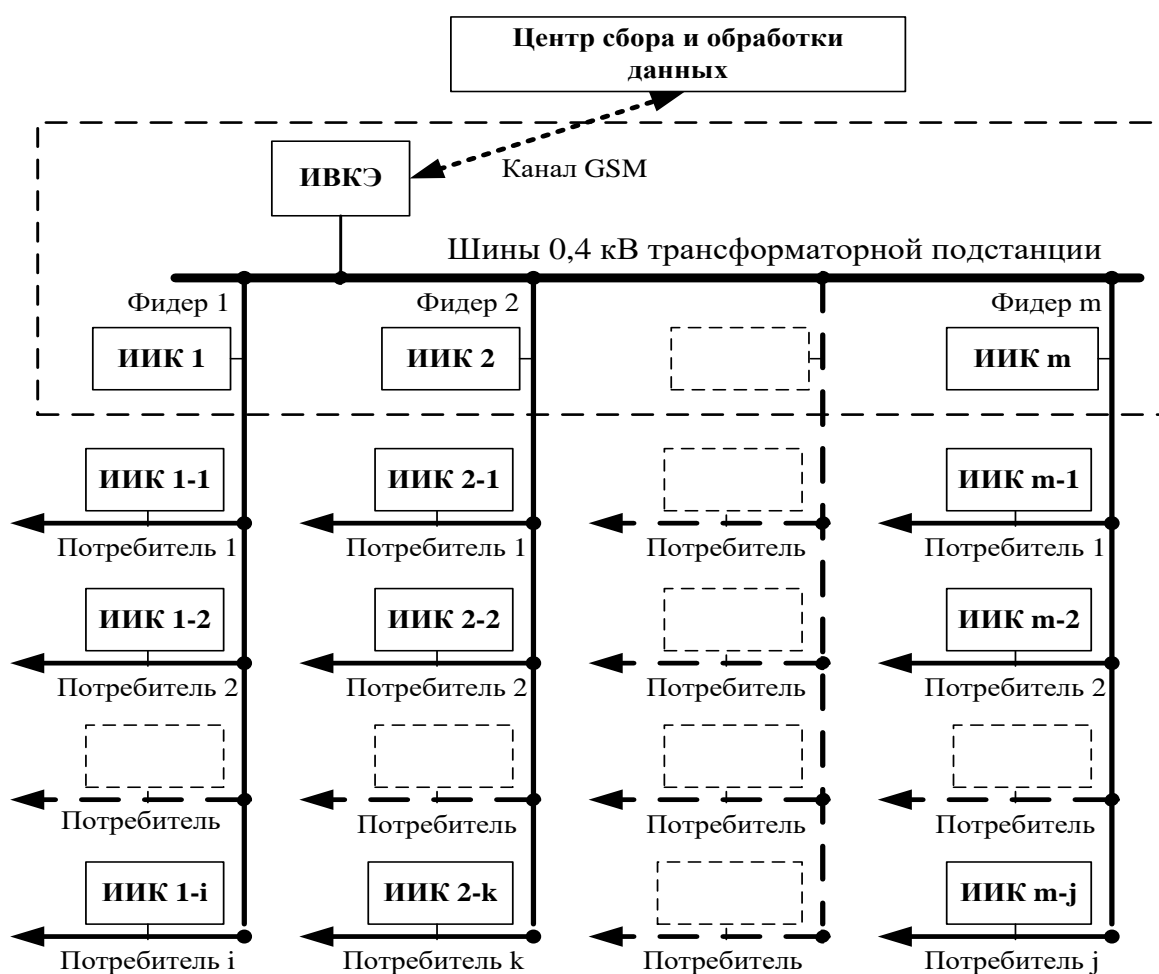 Центр сбора и обработки
данных
ИВКЭ
Канал GSM
Шины 0,4 кВ трансформаторной подстанции
Фидер 1
Фидер 2
Фидер m
ИИК 1
ИИК 2
ИИК m
ИИК 1-1
ИИК 2-1
ИИК m-1
Потребитель 1
Потребитель 1
Потребитель
Потребитель 1
ИИК 1-2
ИИК 2-2
ИИК m-2
Потребитель 2
Потребитель 2
Потребитель
Потребитель 2
Потребитель
Потребитель
Потребитель
Потребитель
ИИК 1-i
ИИК 2-k
ИИК m-j
Потребитель i
Потребитель k
Потребитель
Потребитель j